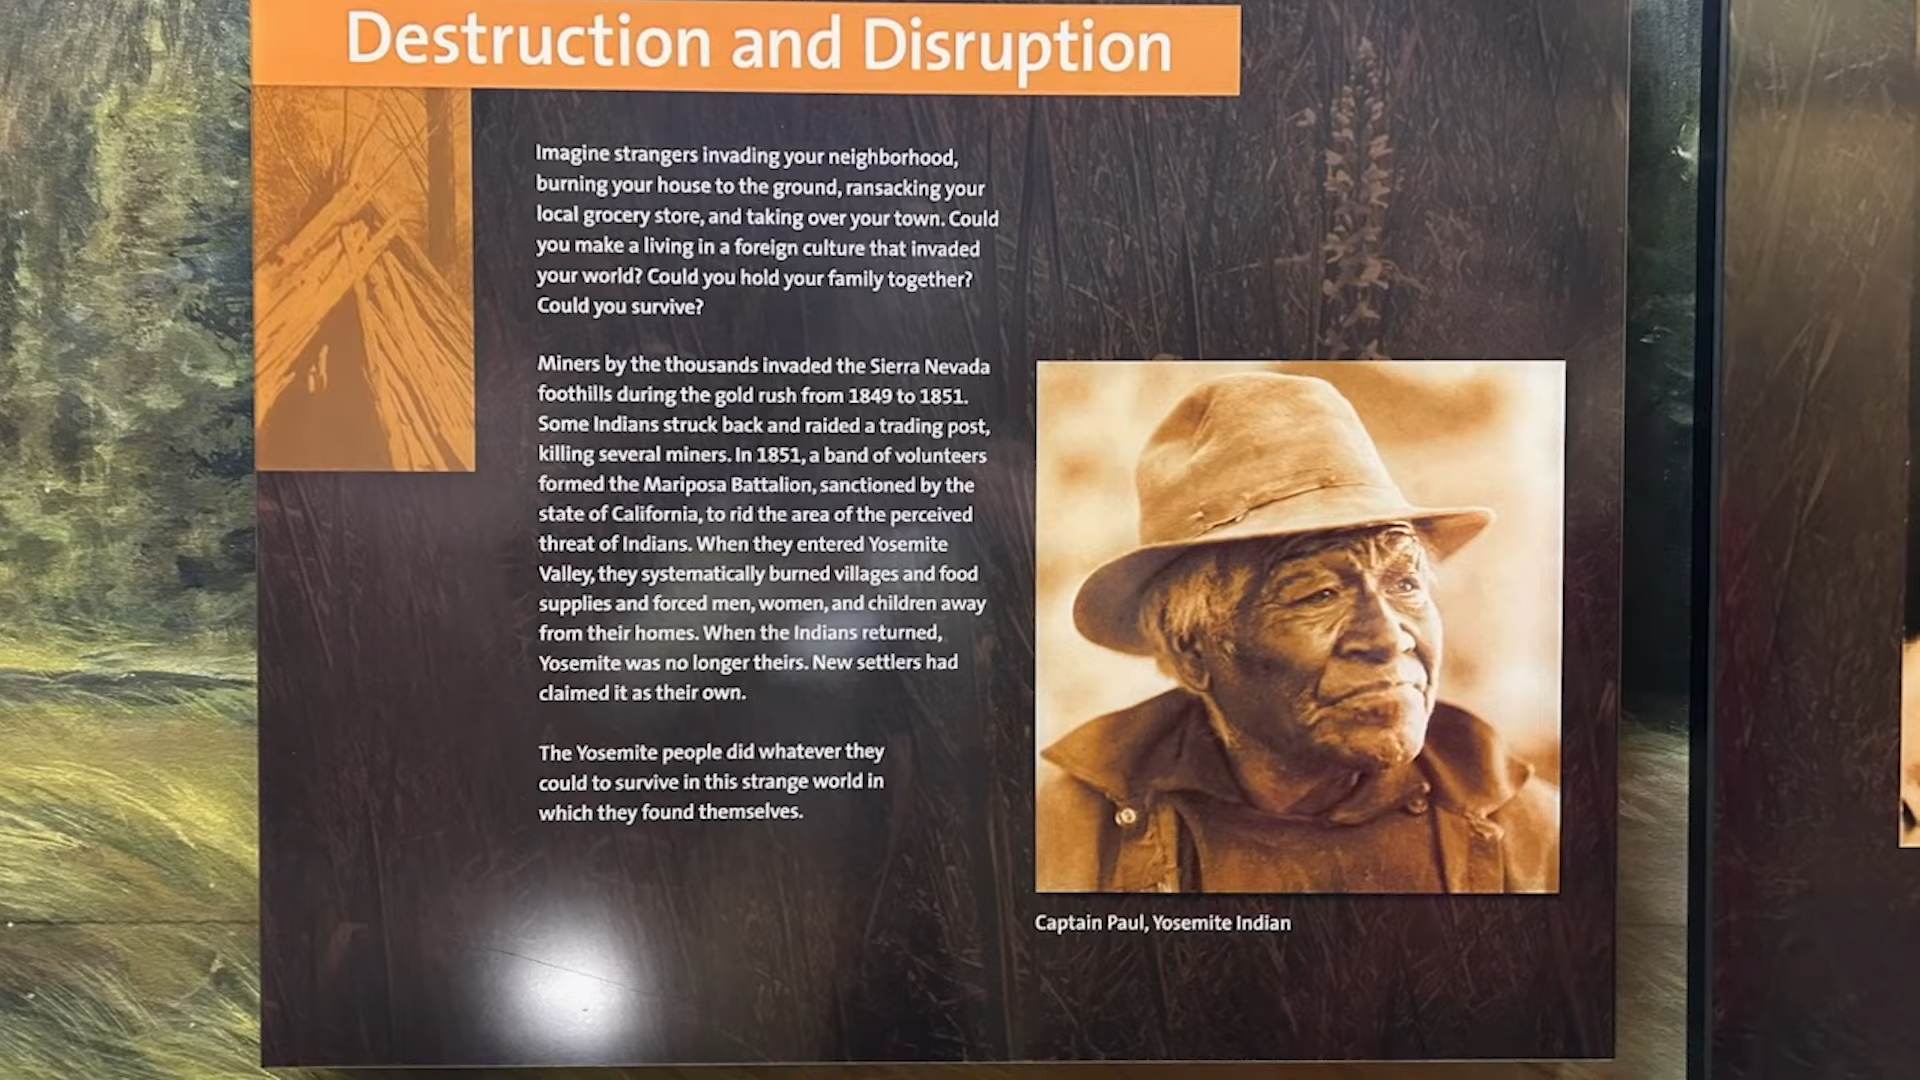 Destruction and Disruption
Imagine strangers invading your neighborhood,
burning your house to the ground, ransacking your
local grocery store, and taking over your town. Could
you make a living in a foreign culture that invaded
your world? Could you hold your family together?
Could you survive?
Miners by the thousands invaded the Sierra Nevada
foothills during the gold rush from 1849 to 1851.
Some Indians struck back and raided a trading post,
killing several miners. In 1851, a band of volunteers
formed the Mariposa Battalion, sanctioned by the
state of California, to rid the area of the perceived
threat of Indians. When they entered Yosemite
Valley, they systematically burned villages and food
supplies and forced men, women, and children away
from their homes. When the Indians returned,
Yosemite was no longer theirs. New settlers had
claimed it as their own.
The Yosemite people did whatever they
could to survive in this strange world in
which they found themselves.
Captain Paul, Yosemite Indian